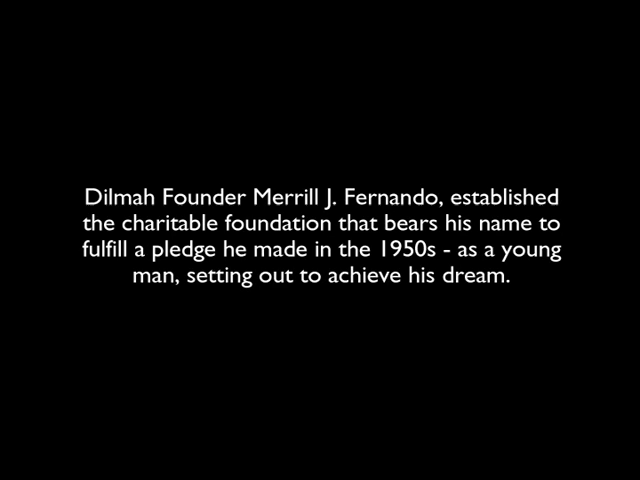 Dilmah Founder Merrill J. Fernando, established
the charitable foundation that bears his name to
fulfill a pledge he made in the 1950s - as a young
man, setting out to achieve his dream.